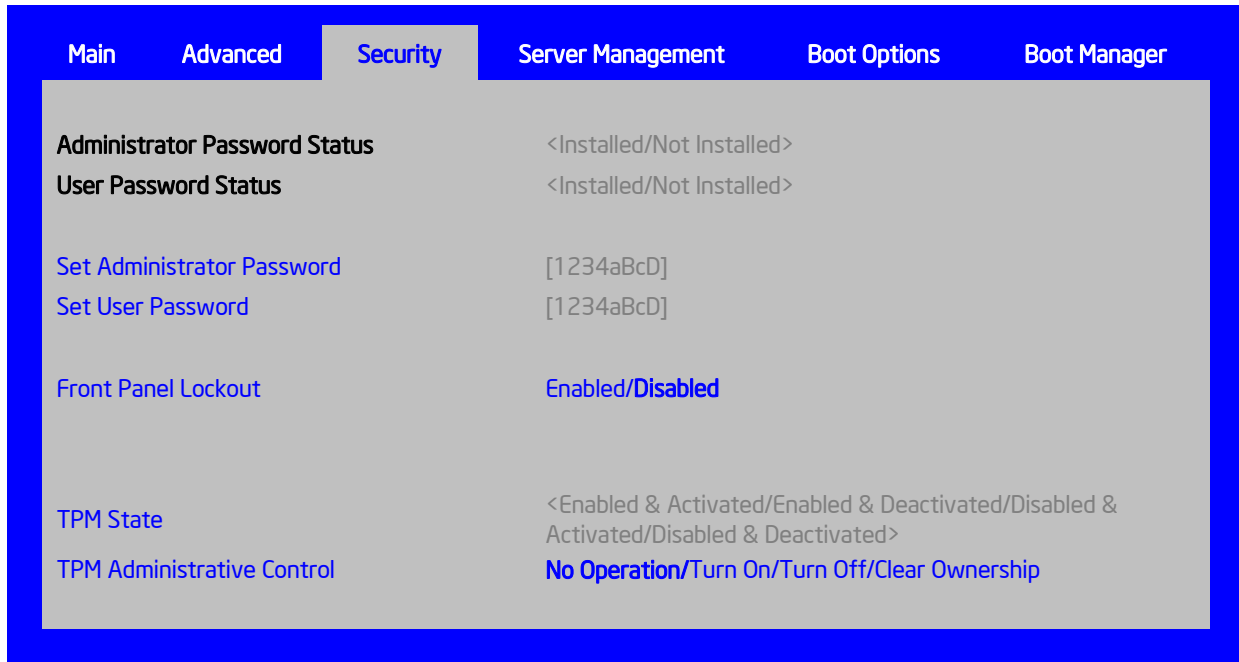 Main Advanced Security Server Management Boot Options Boot Manager
Administrator Password Status <Installed/Not Installed>
User Password Status <Installed/Not Installed>
Set Administrator Password [1234aBcD]
Set User Password [1234aBcD]
Front Panel Lockout Enabled/Disabled
TPM State <Enabled & Activated/Enabled & Deactivated/Disabled &
Activated/Disabled & Deactivated>
TPM Administrative Control No Operation/Turn On/Turn Off/Clear Ownership